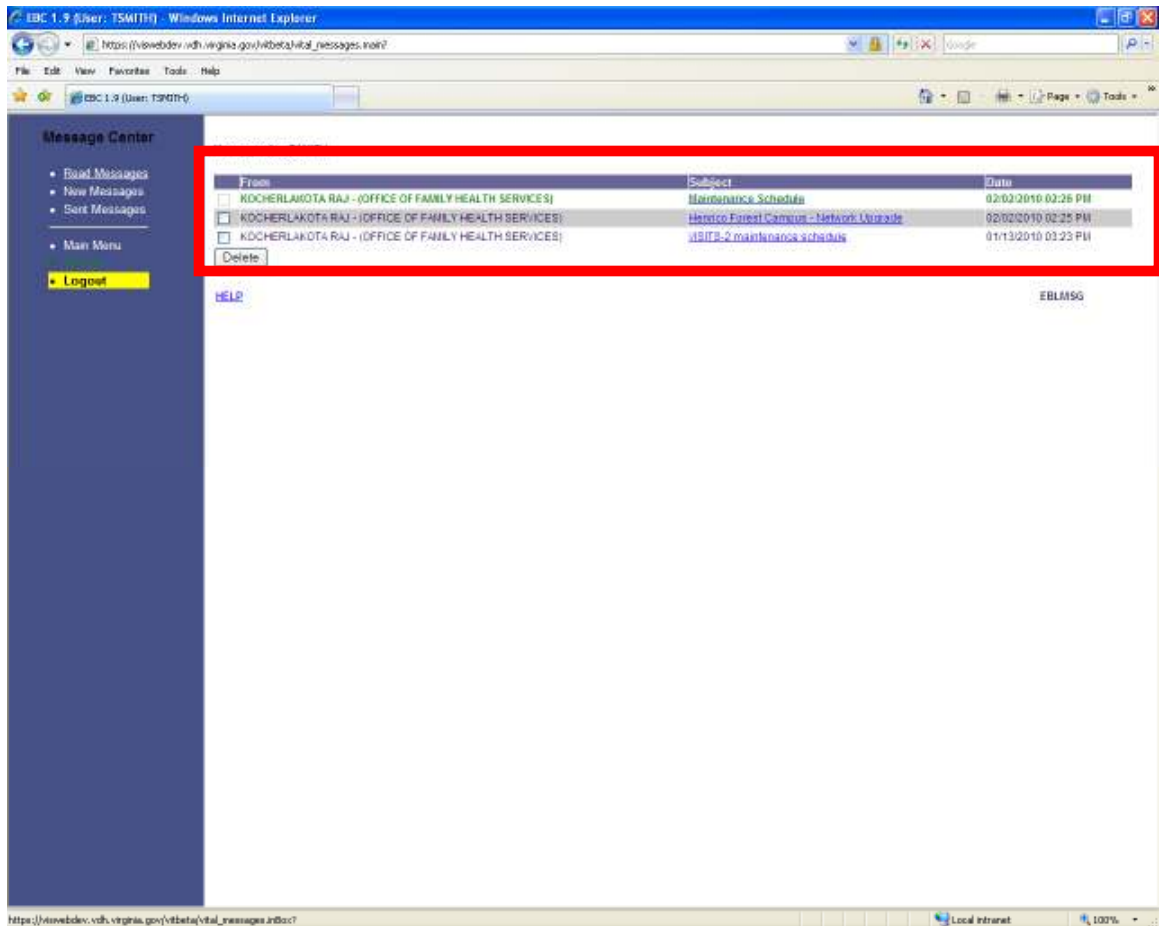 EBC 1.9 (User: TSMITH) - Windows Internet Explorer
https://viswebdev.vdh.virginia.gov/vitbeta/vital_messages.main?
Google
File Edit View Favorites Tools Help
EBC 1.9 (User: TSMITH)
Page Tools
Message Center
Read Messages
New Messages
Sent Messages
Main Menu
Logout
From Subject Date
KOCHERLAKOTA RAJ - (OFFICE OF FAMILY HEALTH SERVICES) Maintenance Schedule 02/02/2010 02:26 PM
KOCHERLAKOTA RAJ - (OFFICE OF FAMILY HEALTH SERVICES) Henrico Forest Campus - Network Upgrade 02/02/2010 02:25 PM
KOCHERLAKOTA RAJ - (OFFICE OF FAMILY HEALTH SERVICES) VISITS-2 maintenance schedule 01/13/2010 03:23 PM
Delete
HELP EBLMSG
https://viswebdev.vdh.virginia.gov/vitbeta/vital_messages.inBox? Local intranet 100%